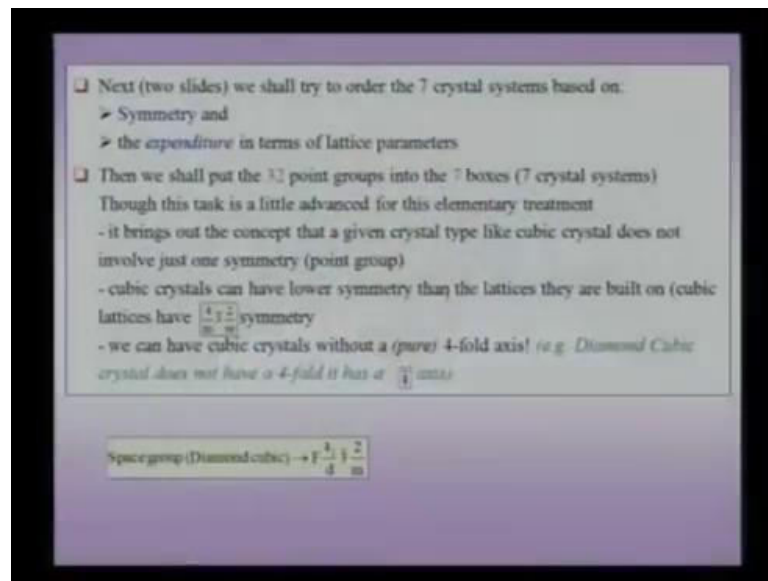 ❑ Next (two slides) we shall try to order the 7 crystal systems based on:
➢ Symmetry and
➢ the expenditure in terms of lattice parameters
❑ Then we shall put the 32 point groups into the 7 boxes (7 crystal systems)
Though this task is a little advanced for this elementary treatment
- it brings out the concept that a given crystal type like cubic crystal does not
involve just one symmetry (point group)
- cubic crystals can have lower symmetry than the lattices they are built on (cubic
lattices have symmetry
- we can have cubic crystals without a (pure) 4-fold axis! (e.g. Diamond Cubic
crystal does not have a 4-fold it has a axis
Space group (Diamond cubic) → F